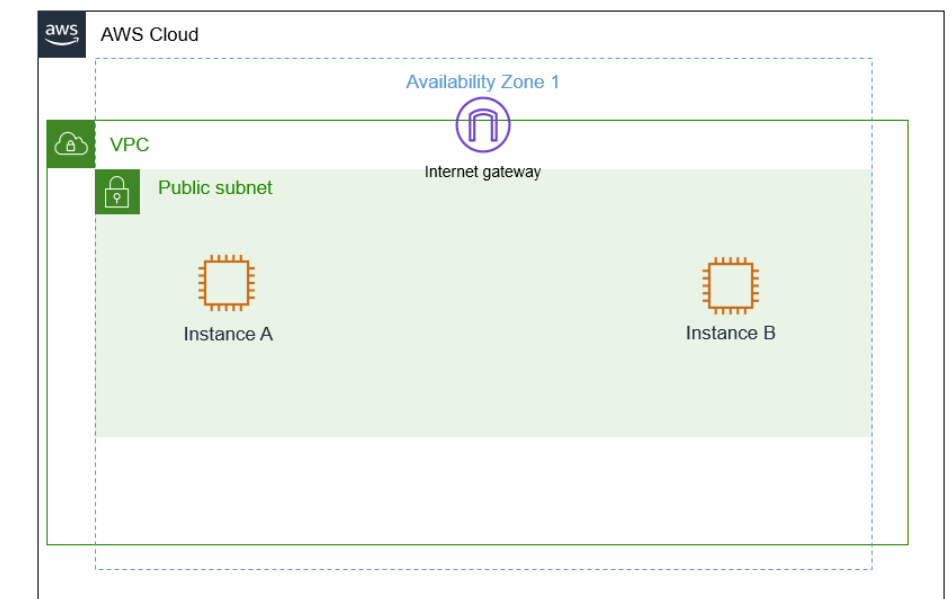 aws
AWS Cloud
Availability Zone 1
VPC
Internet gateway
Public subnet
Instance A
Instance B